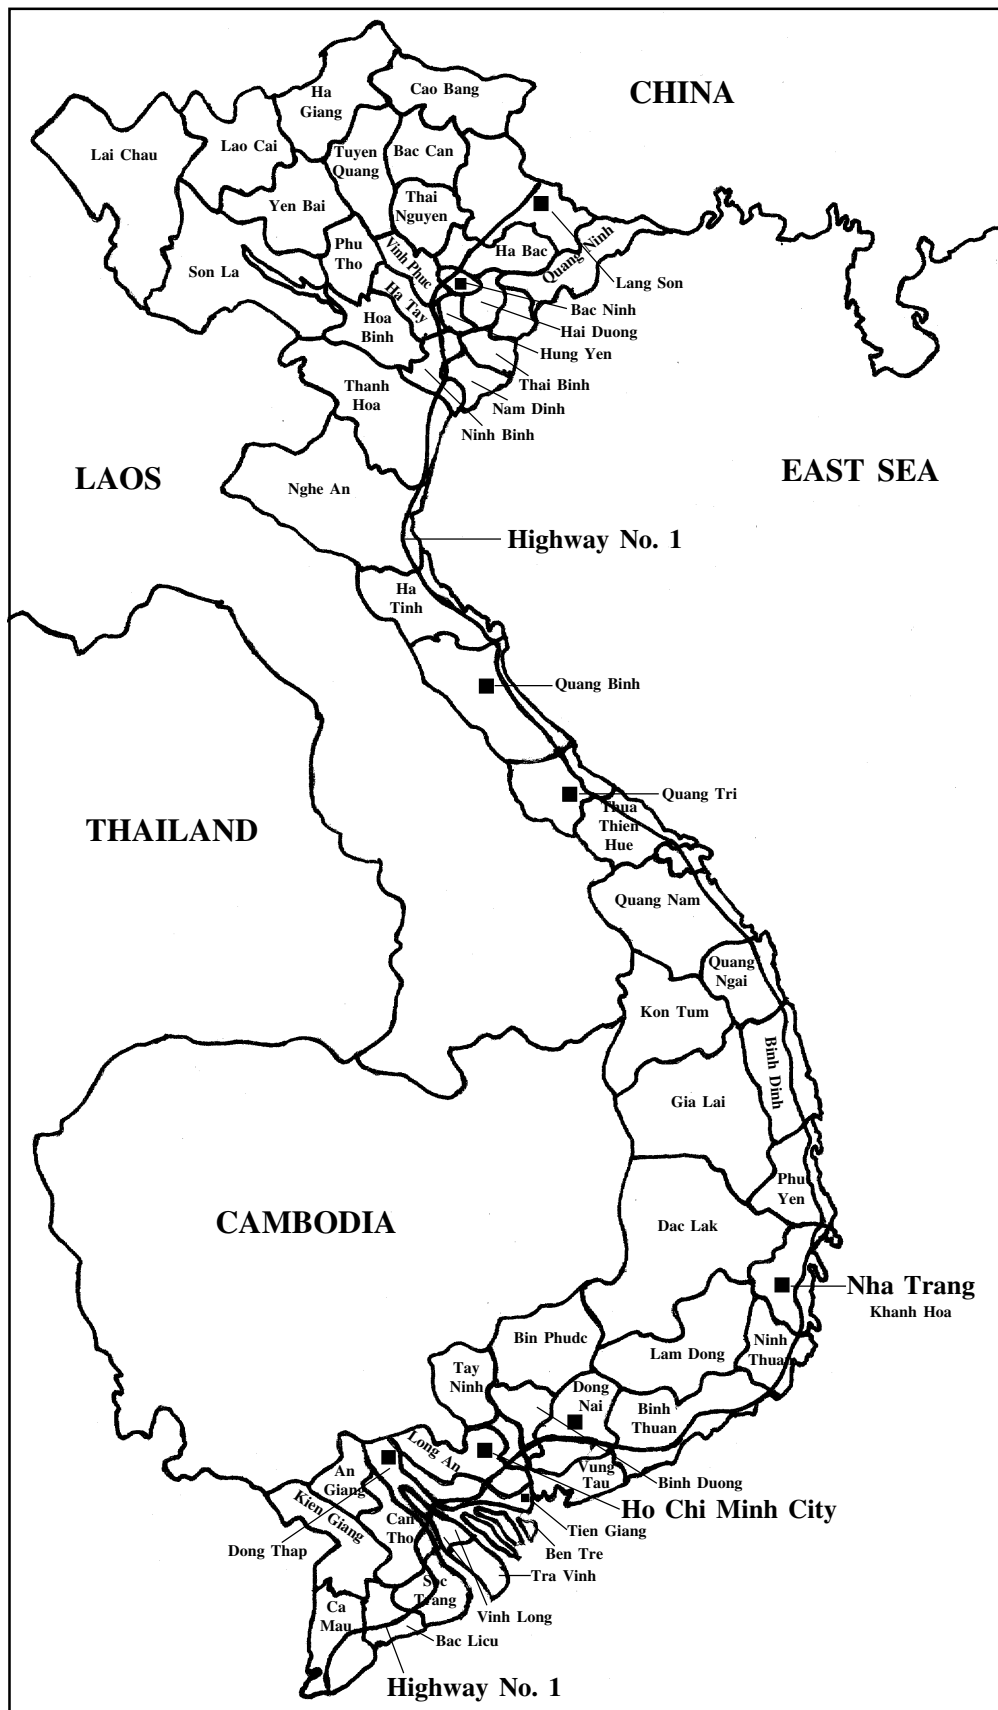 CHINA
Ha
Giang
Cao Bang
Lai Chau
Lao Cai
Tuyen
Quang
Bac Can
Yen Bai
Thai
Nguyen
Phu
Tho
Vinh Phuc
Ha Bac
Quang Ninh
Son La
Ha Tay
Lang Son
Bac Ninh
Hoa
Binh
Hai Duong
Hung Yen
Thanh
Hoa
Thai Binh
Nam Dinh
Ninh Binh
LAOS
EAST SEA
Nghe An
Highway No. 1
Ha
Tinh
Quang Binh
Quang Tri
Thua
Thien
Hue
THAILAND
Quang Nam
Quang
Ngai
Kon Tum
Binh Dinh
Gia Lai
Phu
Yen
CAMBODIA
Dac Lak
Nha Trang
Khanh Hoa
Bin Phudc
Lam Dong
Ninh
Thuan
Tay
Ninh
Dong
Nai
Binh
Thuan
Long An
An
Giang
Vung
Tau
Binh Duong
Kien Giang
Can
Tho
Ho Chi Minh City
Tien Giang
Dong Thap
Ben Tre
Tra Vinh
Soc
Trang
Ca
Mau
Vinh Long
Bac Licu
Highway No. 1